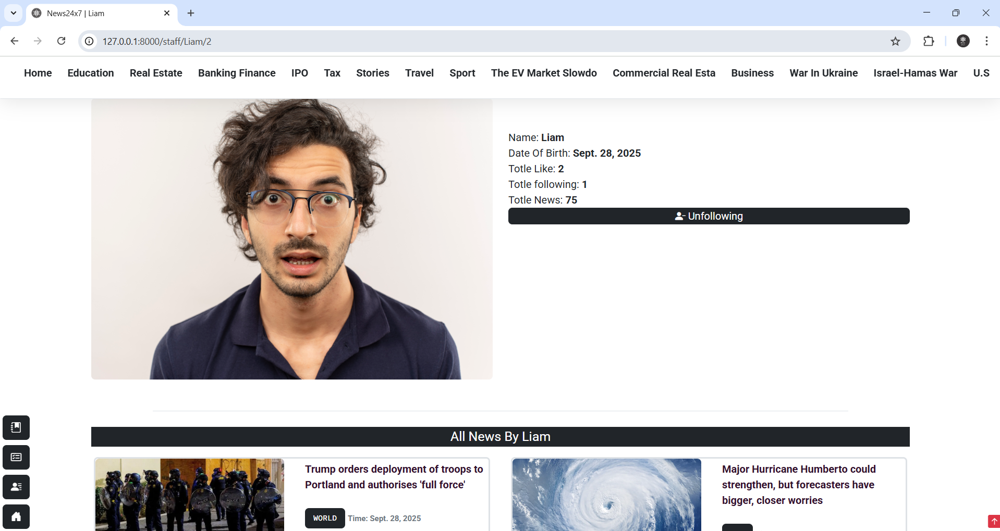 News24x7 | Liam
127.0.0.1:8000/staff/Liam/2
Home Education Real Estate Banking Finance IPO Tax Stories Travel Sport The EV Market Slowdo Commercial Real Esta Business War In Ukraine Israel-Hamas War U.S
Name: Liam
Date Of Birth: Sept. 28, 2025
Totle Like: 2
Totle following: 1
Totle News: 75
Unfollowing
All News By Liam
Trump orders deployment of troops to
Portland and authorises 'full force'
WORLD Time: Sept. 28, 2025
POLICE
POLICE
POLICE
Major Hurricane Humberto could
strengthen, but forecasters have
bigger, closer worries